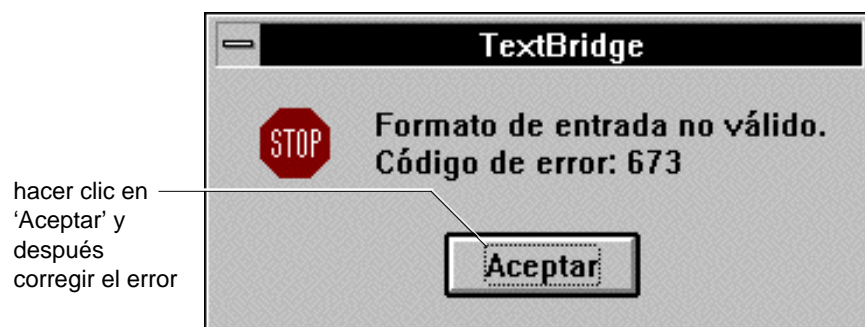 TextBridge
STOP
Formato de entrada no válido.
Código de error: 673
hacer clic en
‘Aceptar’ y
después
corregir el error
Aceptar